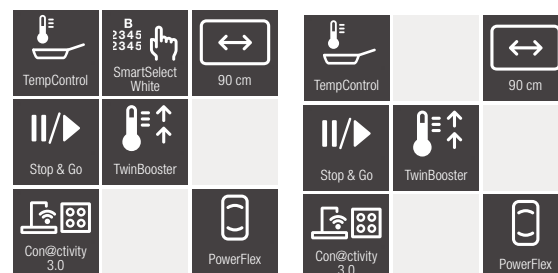 B
2345
2345
TempControl
SmartSelect
White
90 cm
Stop & Go
TwinBooster
Con@ctivity
3.0
PowerFlex
TempControl
90 cm
Stop & Go
TwinBooster
Con@ctivity
3.0
PowerFlex